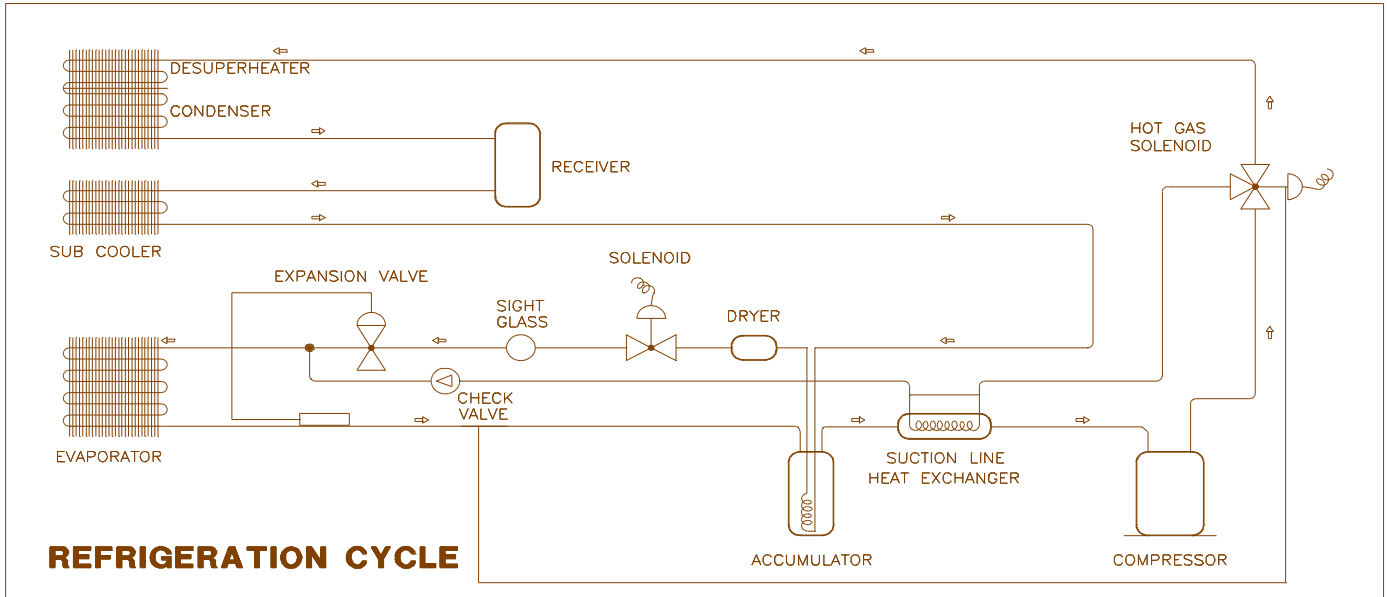 DESUPERHEATER
CONDENSER
HOT GAS
SOLENOID
RECEIVER
SUB COOLER
SOLENOID
EXPANSION VALVE
SIGHT
GLASS
DRYER
CHECK
VALVE
EVAPORATOR
SUCTION LINE
HEAT EXCHANGER
REFRIGERATION CYCLE
ACCUMULATOR
COMPRESSOR